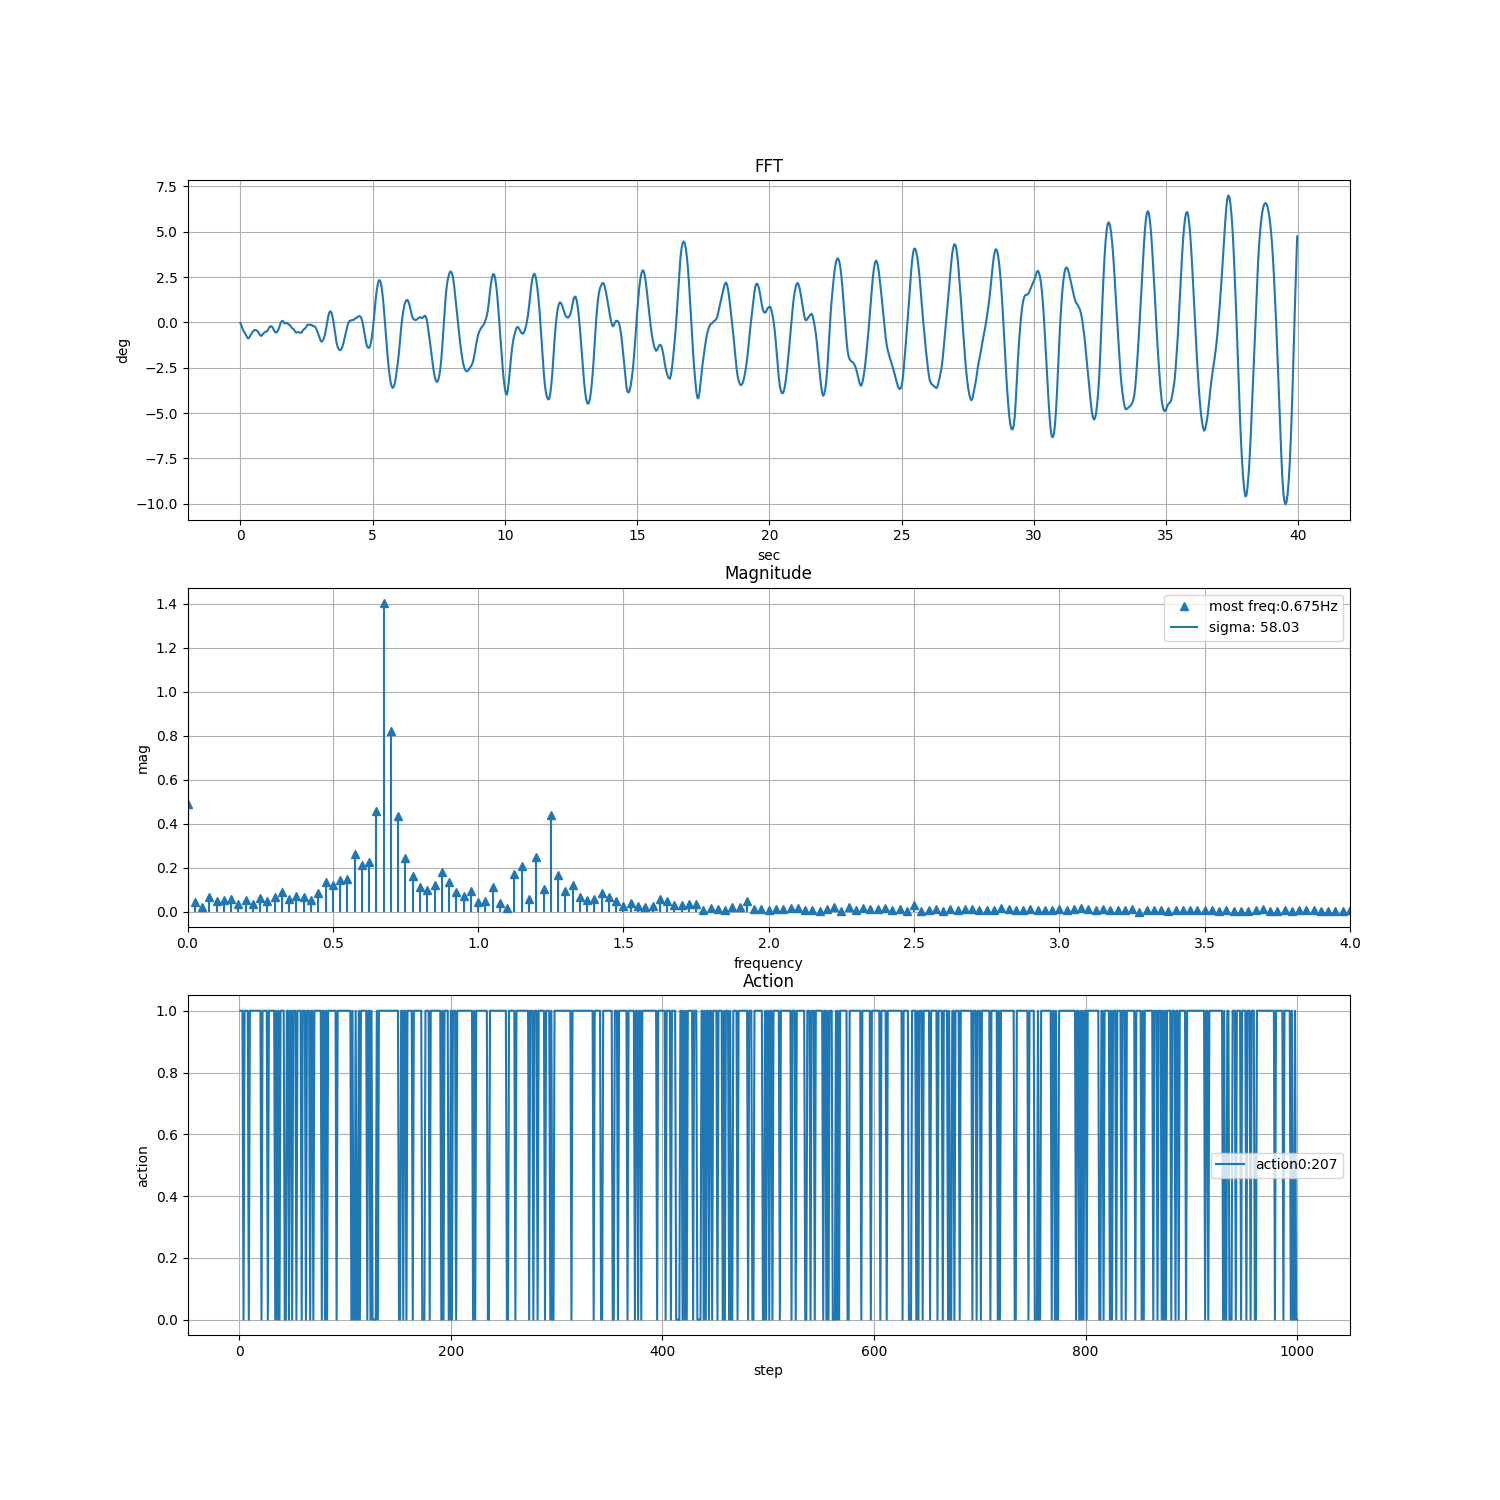 FFT
7.5
5.0
2.5
0.0
−2.5
−5.0
−7.5
−10.0
deg
0 5 10 15 20 25 30 35 40
sec
Magnitude
1.4
1.2
1.0
0.8
0.6
0.4
0.2
0.0
mag
most freq:0.675Hz
sigma: 58.03
0.0 0.5 1.0 1.5 2.0 2.5 3.0 3.5 4.0
frequency
Action
1.0
0.8
0.6
0.4
0.2
0.0
action
action0:207
0 200 400 600 800 1000
step